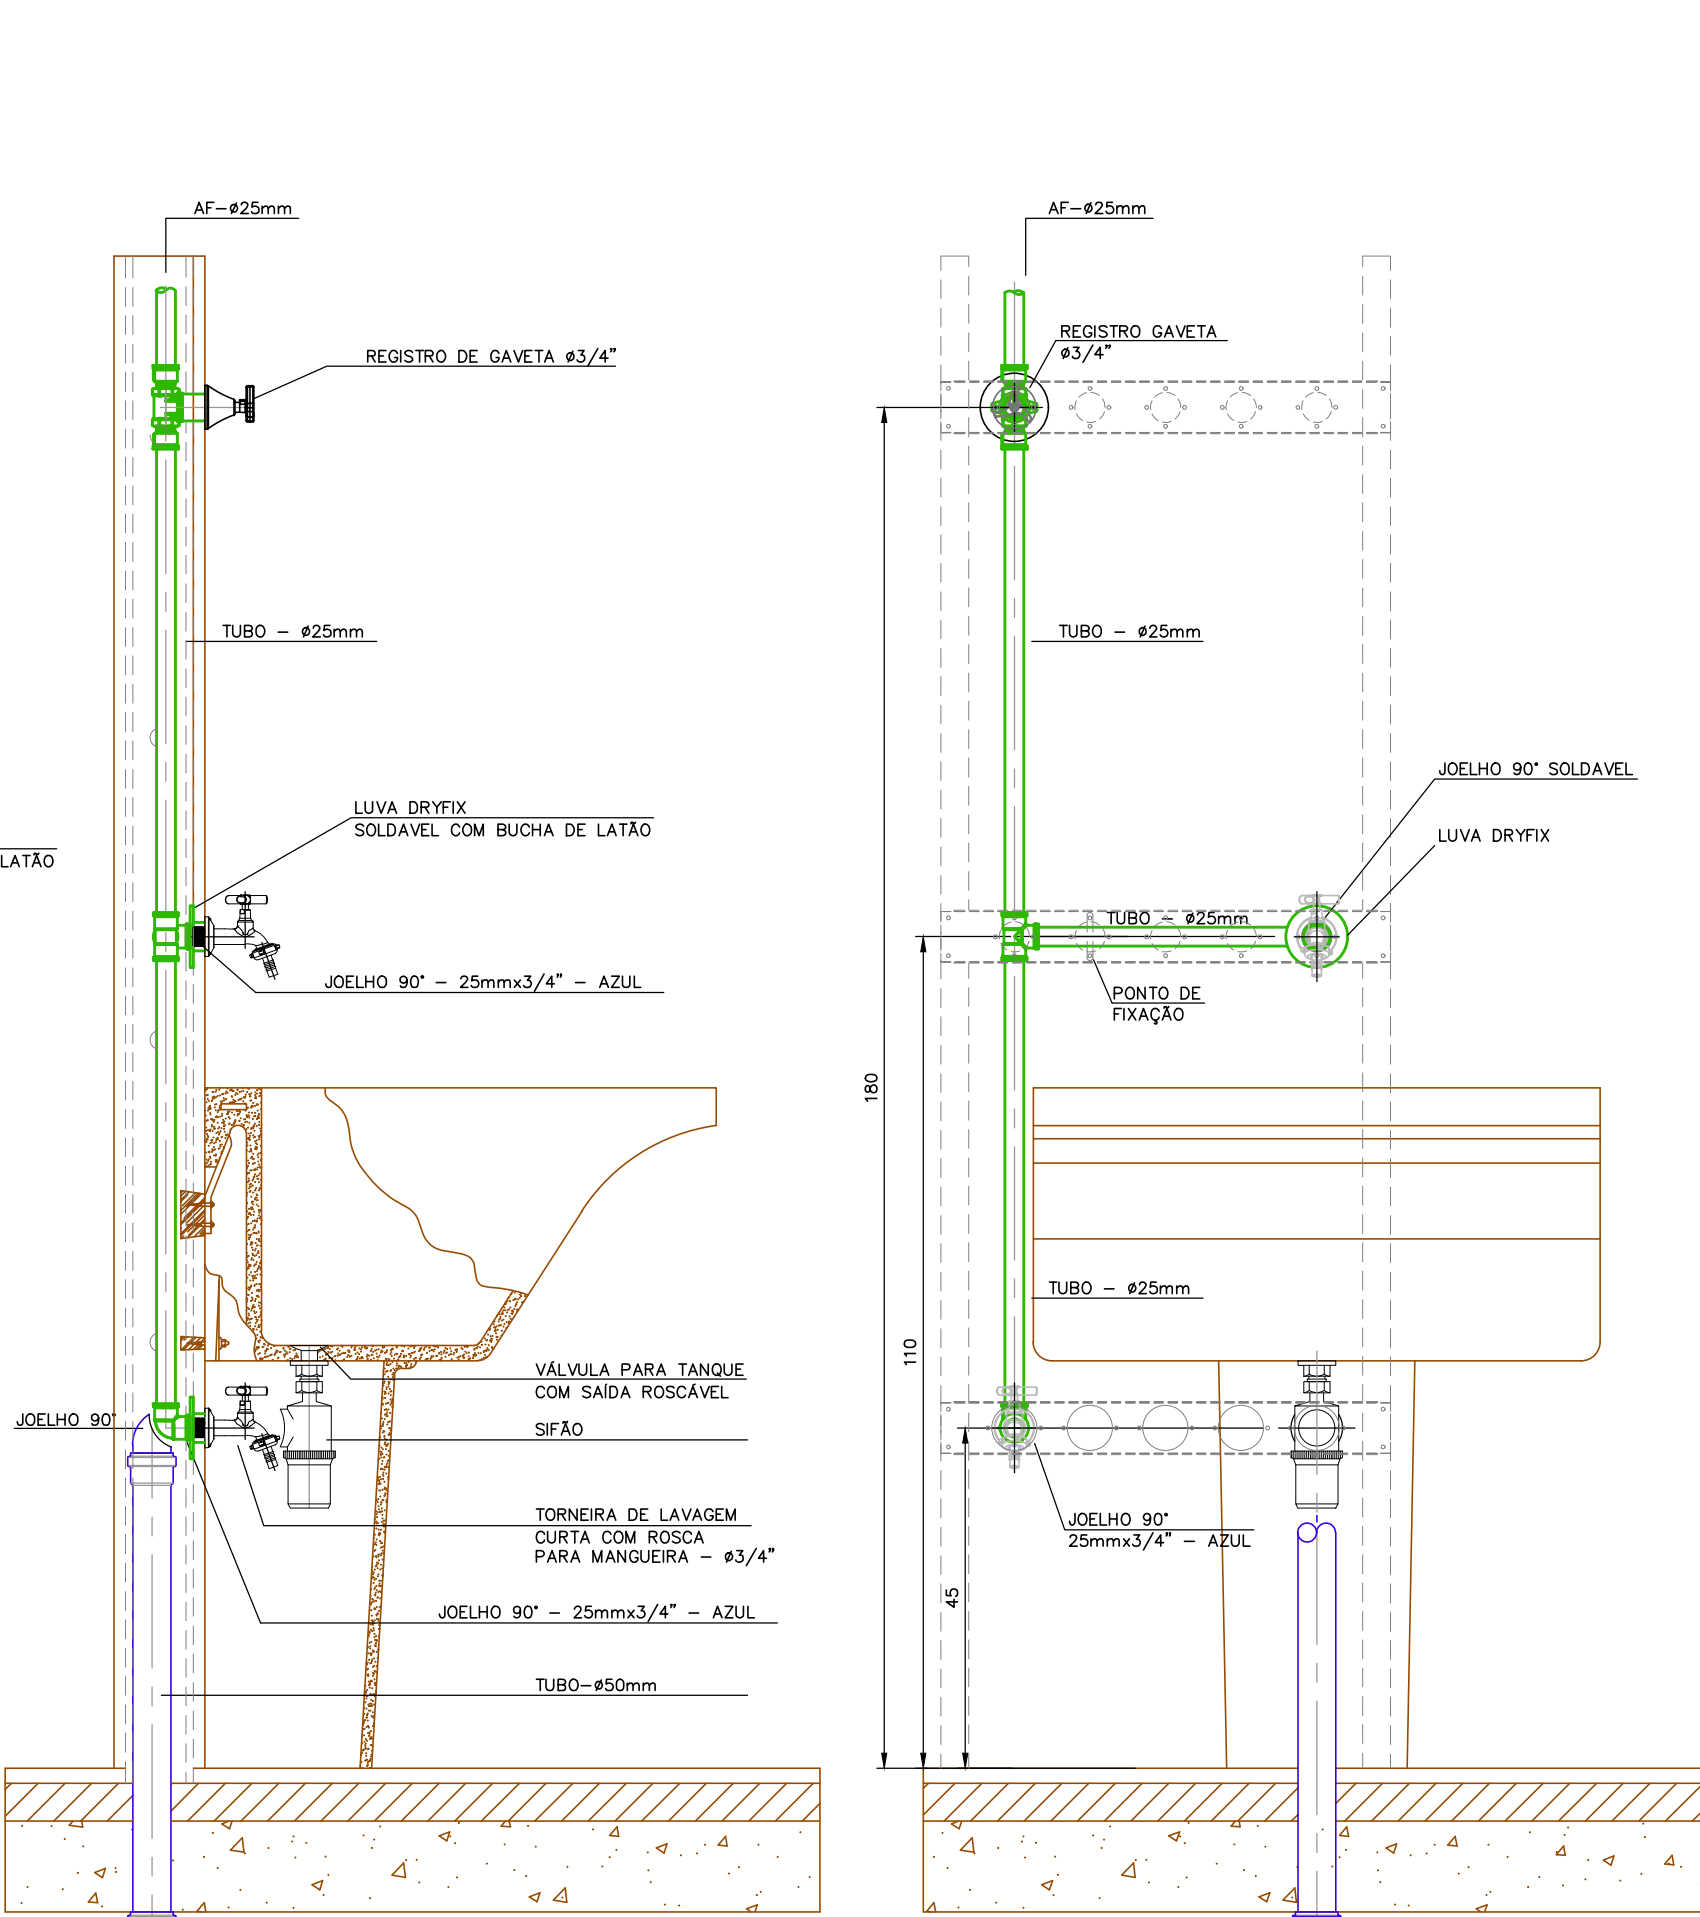 AF-ø25mm
REGISTRO DE GAVETA ø3/4"
TUBO - ø25mm
LUVA DRYFIX
SOLDAVEL COM BUCHA DE LATÃO
LATÃO
JOELHO 90° - 25mmx3/4" - AZUL
VÁLVULA PARA TANQUE
COM SAÍDA ROSCÁVEL
JOELHO 90°
SIFÃO
TORNEIRA DE LAVAGEM
CURTA COM ROSCA
PARA MANGUEIRA - ø3/4"
JOELHO 90° - 25mmx3/4" - AZUL
TUBO-ø50mm
AF-ø25mm
REGISTRO GAVETA
ø3/4"
TUBO - ø25mm
JOELHO 90° SOLDAVEL
LUVA DRYFIX
TUBO - ø25mm
PONTO DE
FIXAÇÃO
180
TUBO - ø25mm
110
JOELHO 90°
25mmx3/4" - AZUL
45